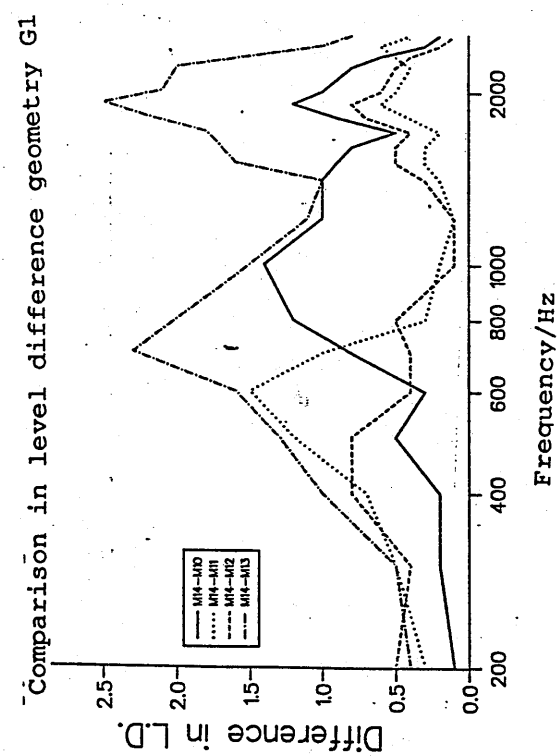 Comparison in level difference geometry G1
Difference in L.D.
2.5
2.0
1.5
1.0
0.5
0.0
M14-M10
M14-M11
M14-M12
M14-M13
200
400
600
800
1000
2000
Frequency/Hz